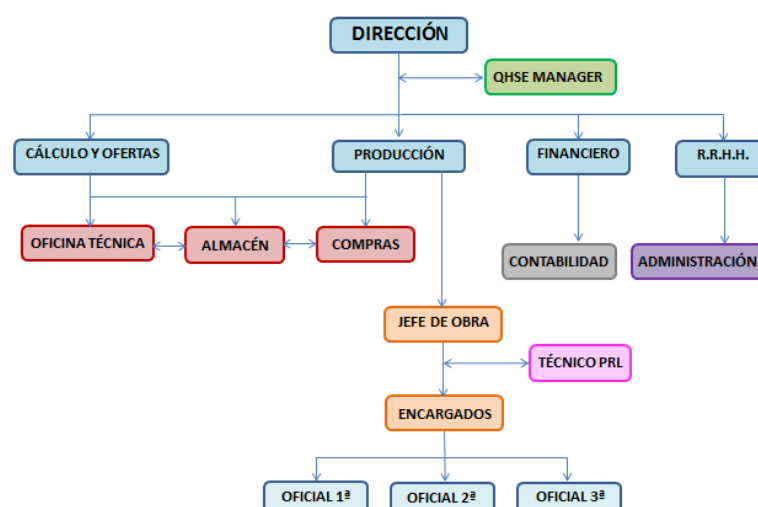 DIRECCIÓN
QHSE MANAGER
CÁLCULO Y OFERTAS
PRODUCCIÓN
FINANCIERO
R.R.H.H.
OFICINA TÉCNICA
ALMACÉN
COMPRAS
CONTABILIDAD
ADMINISTRACIÓN
JEFE DE OBRA
TÉCNICO PRL
ENCARGADOS
OFICIAL 1ª
OFICIAL 2ª
OFICIAL 3ª